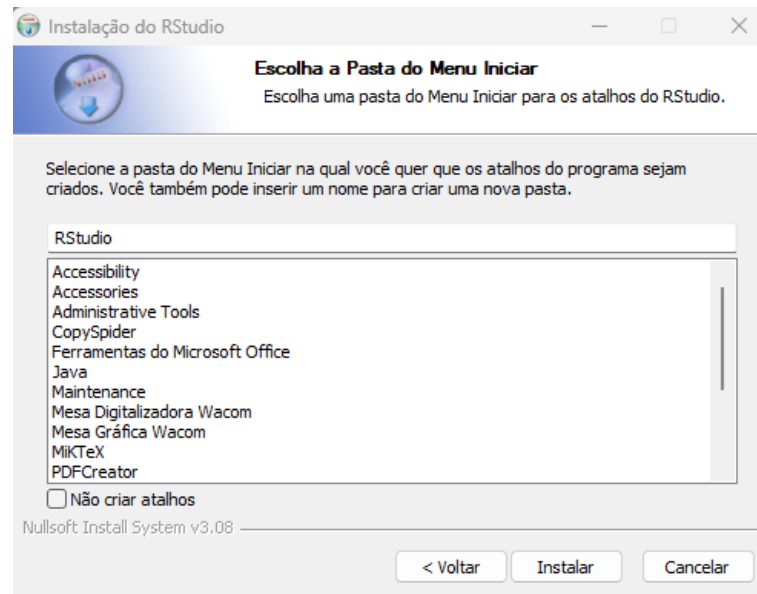 Instalação do RStudio
Escolha a Pasta do Menu Iniciar
Escolha uma pasta do Menu Iniciar para os atalhos do RStudio.
Selecione a pasta do Menu Iniciar na qual você quer que os atalhos do programa sejam
criados. Você também pode inserir um nome para criar uma nova pasta.
RStudio
Accessibility
Accessories
Administrative Tools
CopySpider
Ferramentas do Microsoft Office
Java
Maintenance
Mesa Digitalizadora Wacom
Mesa Gráfica Wacom
MiKTeX
PDFCreator
Não criar atalhos
Nullsoft Install System v3.08
< Voltar
Instalar
Cancelar